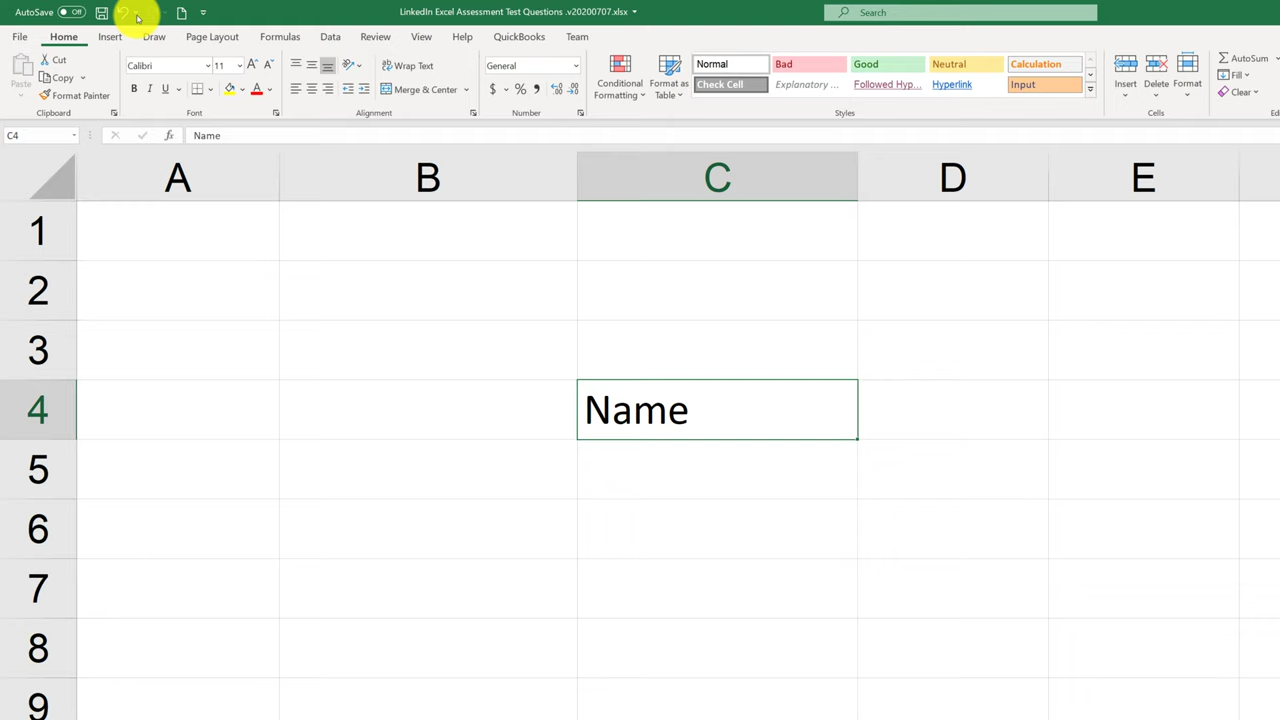 AutoSave Off LinkedIn Excel Assessment Test Questions .v20200707.xlsx Search
File Home Insert Draw Page Layout Formulas Data Review View Help QuickBooks Team
Cut
Copy
Paste
Format Painter
Clipboard
Calibri 11
B I U
Font
Wrap Text
Merge & Center
Alignment
General
$ % ,
Number
Conditional Formatting
Format as Table
Normal Bad Good Neutral Calculation
Check Cell Explanatory ... Followed Hyp... Hyperlink Input
Styles
Insert Delete Format
Cells
AutoSum
Fill
Clear
C4 fx Name
A B C D E
1
2
3
4 Name
5
6
7
8
9